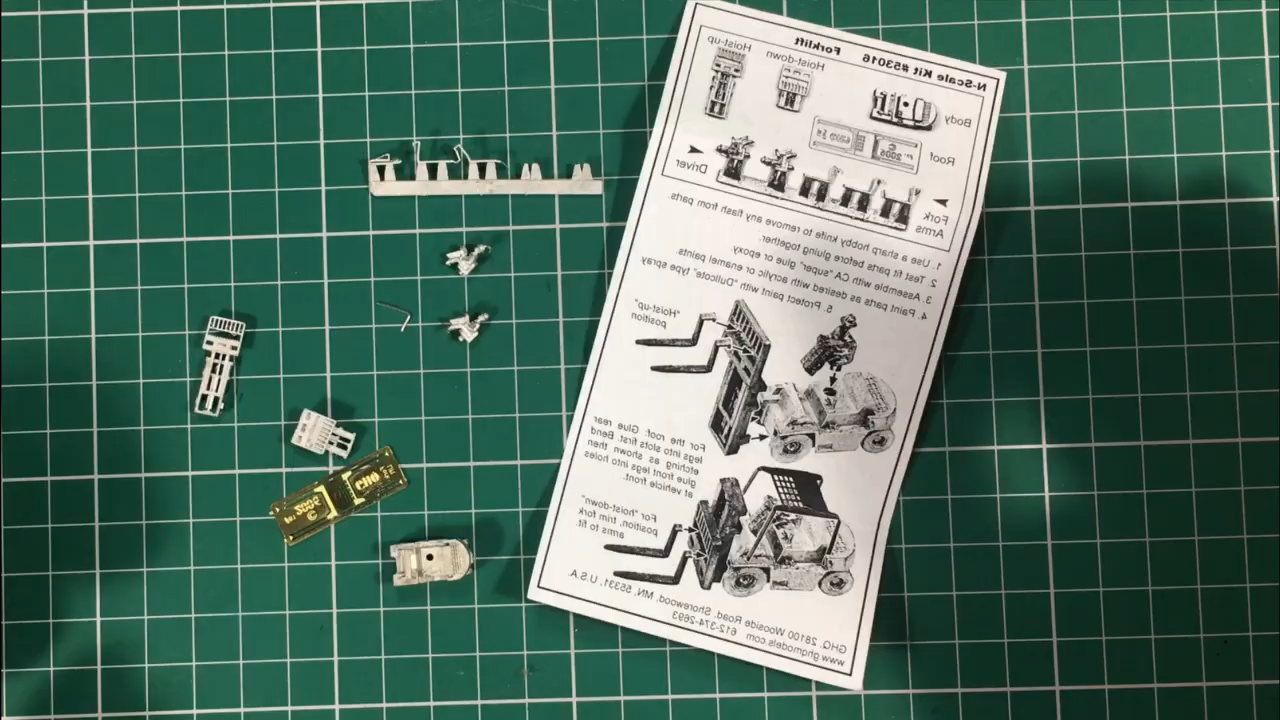 N-Scale Kit #53016 Forklift
Hoist-up
Hoist-down
Body
Roof
© 2006
GHQ
Driver
Fork
Arms
1. Use a sharp hobby knife to remove any flash from parts.
2. Test fit parts before gluing together.
3. Assemble with CA "super" glue or epoxy.
4. Paint parts as desired with acrylic or enamel paints.
5. Protect paint with "Dullcote" type spray
"Hoist-up"
position
For the roof: Glue rear
legs into slots first. Bend
etching as shown then
glue front legs into holes
at vehicle front.
For "hoist-down"
position, trim fork
arms to fit.
GHQ, 28100 Wooside Road, Shorewood, MN, 55331, U.S.A.
www.ghqmodels.com 612-374-2693
2006
©
GHQ